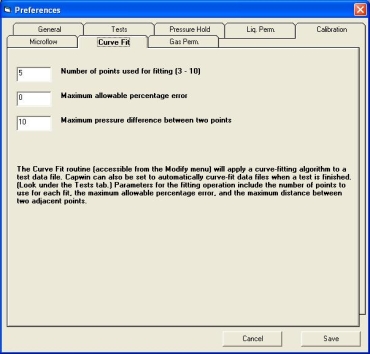 Preferences
General Tests Pressure Hold Liq. Perm. Calibration
Microflow Curve Fit Gas Perm.
5 Number of points used for fitting (3 - 10)
0 Maximum allowable percentage error
10 Maximum pressure difference between two points
The Curve Fit routine (accessible from the Modify menu) will apply a curve-fitting algorithm to a
test data file. Capwin can also be set to automatically curve-fit data files when a test is finished.
(Look under the Tests tab.) Parameters for the fitting operation include the number of points to
use for each fit, the maximum allowable percentage error, and the maximum distance between
two adjacent points.
Cancel Save